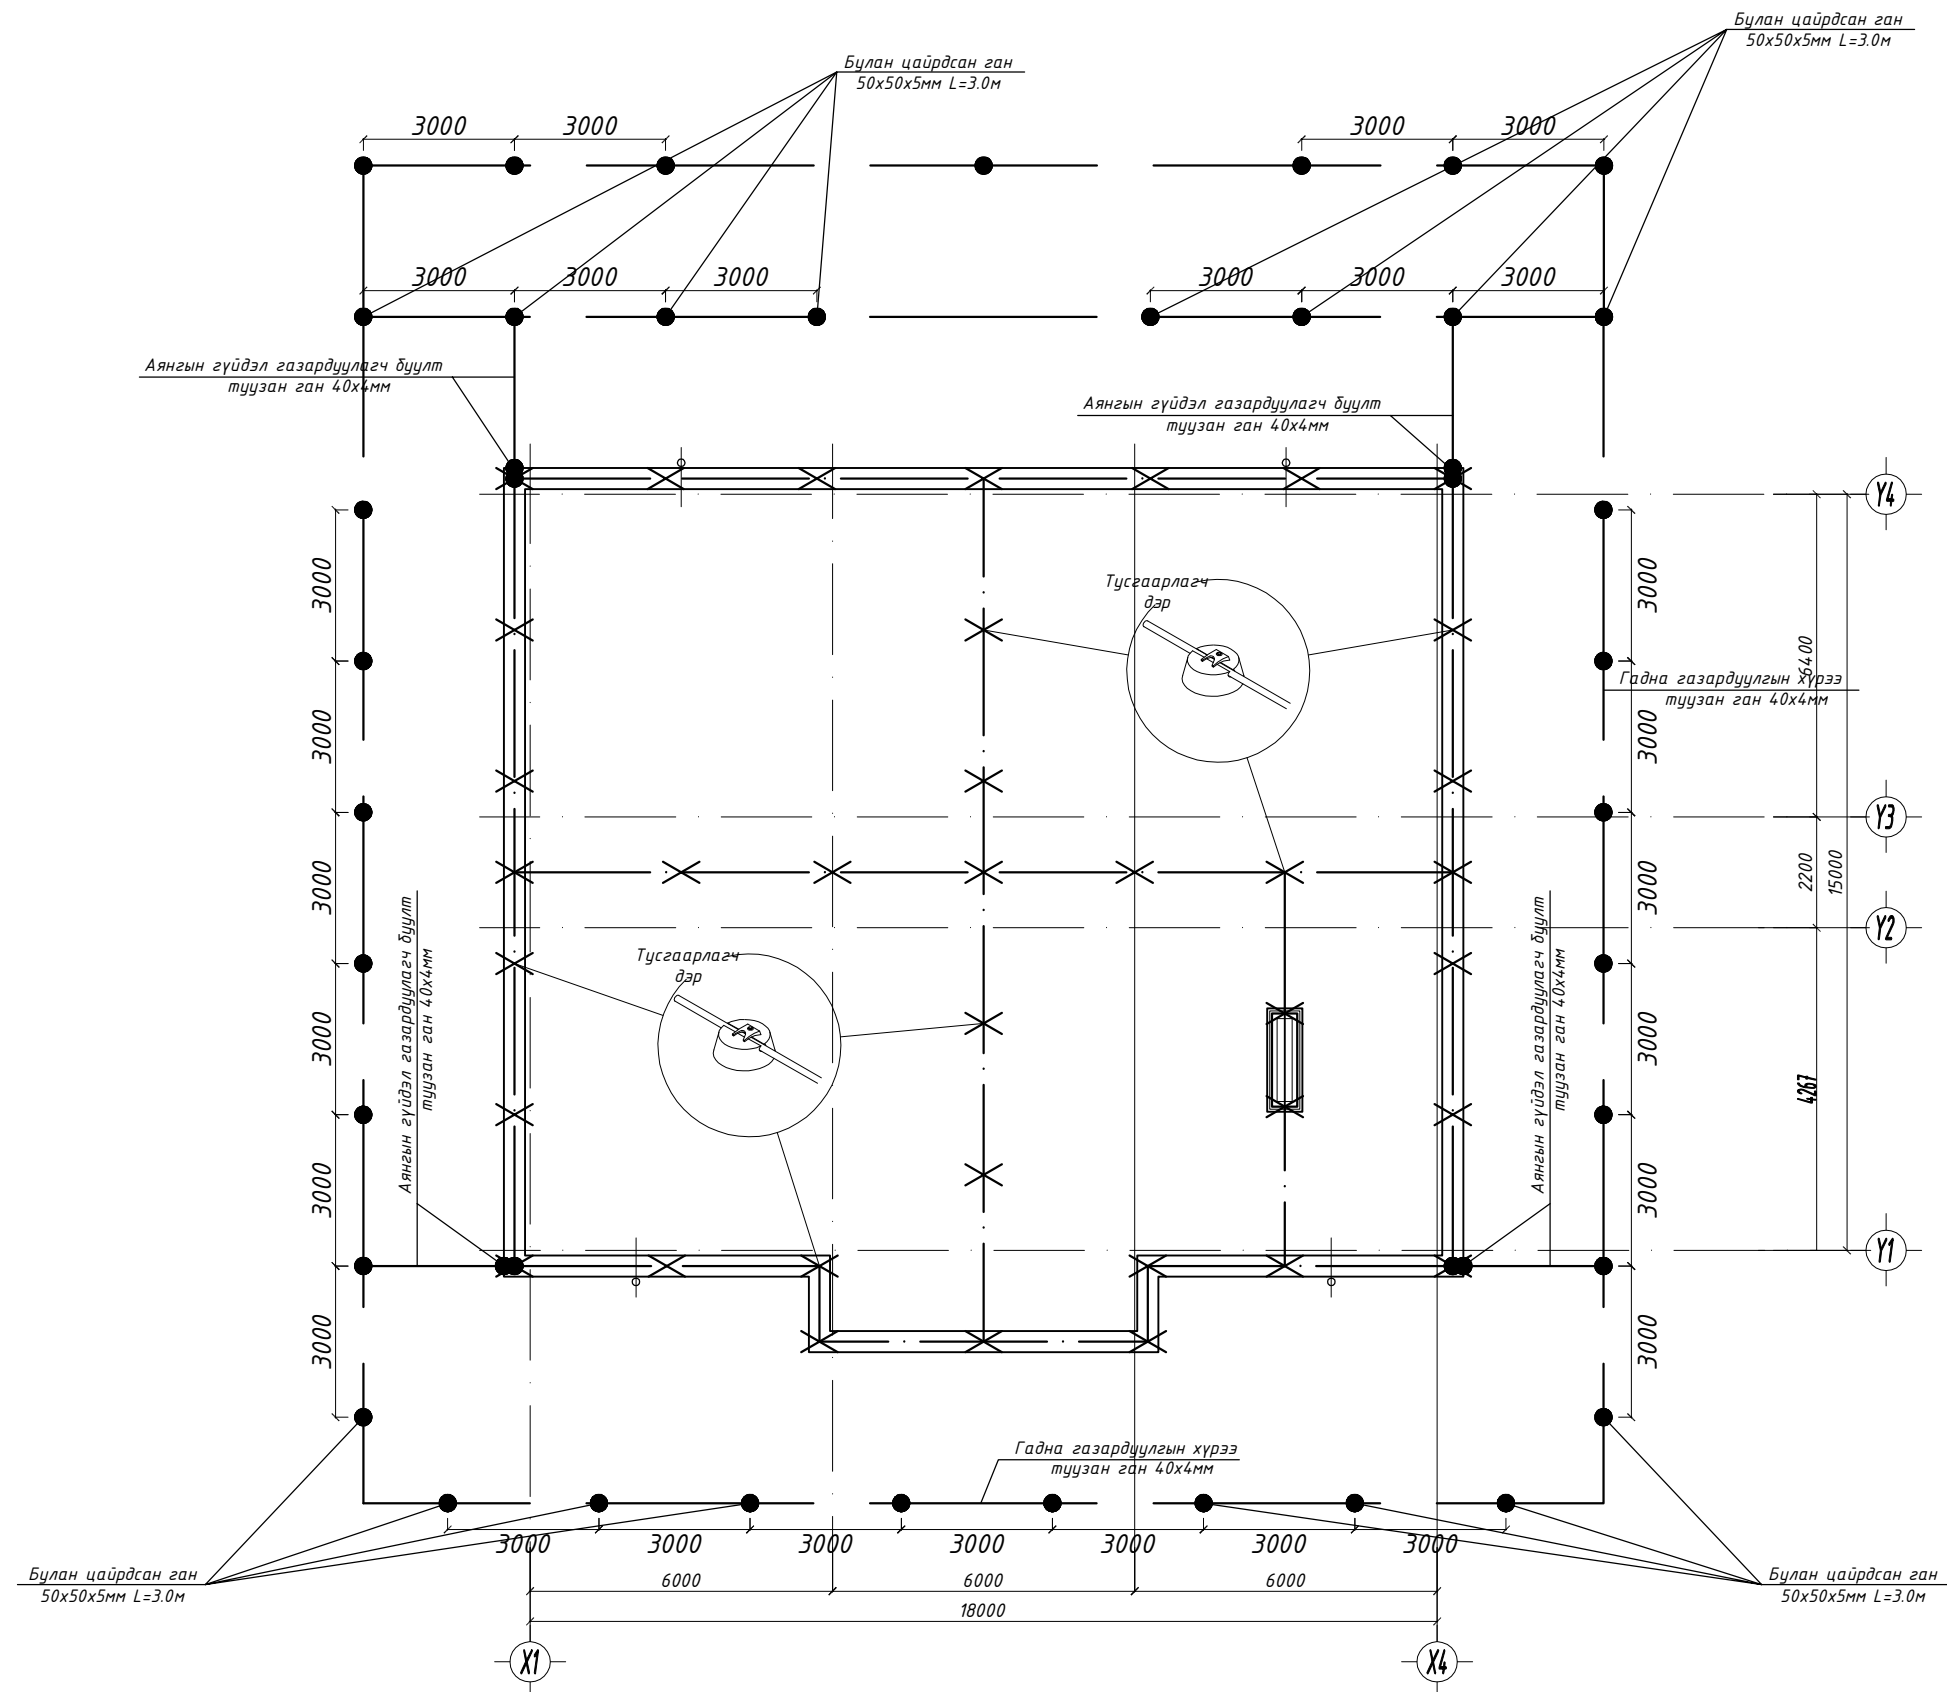 Булан цайрдсан ган
50x50x5мм L=3.0м
Булан цайрдсан ган
50x50x5мм L=3.0м
3000
3000
3000
3000
3000
3000
3000
3000
3000
3000
Аянгын гүйдэл газардуулагч буулт
туузан ган 40x4мм
Аянгын гүйдэл газардуулагч буулт
туузан ган 40x4мм
Y4
3000
3000
Тусгаарлагч
дэр
6400
Гадна газардуулгын хүрээ
туузан ган 40x4мм
3000
3000
Y3
3000
3000
2200
15000
Y2
Аянгын гүйдэл газардуулагч буулт
туузан ган 40x4мм
Аянгын гүйдэл газардуулагч буулт
туузан ган 40x4мм
Тусгаарлагч
дэр
3000
3000
4267
3000
3000
Y1
3000
3000
Гадна газардуулгын хүрээ
туузан ган 40x4мм
3000
3000
3000
3000
3000
3000
3000
Булан цайрдсан ган
50x50x5мм L=3.0м
Булан цайрдсан ган
50x50x5мм L=3.0м
6000
6000
6000
18000
X1
X4